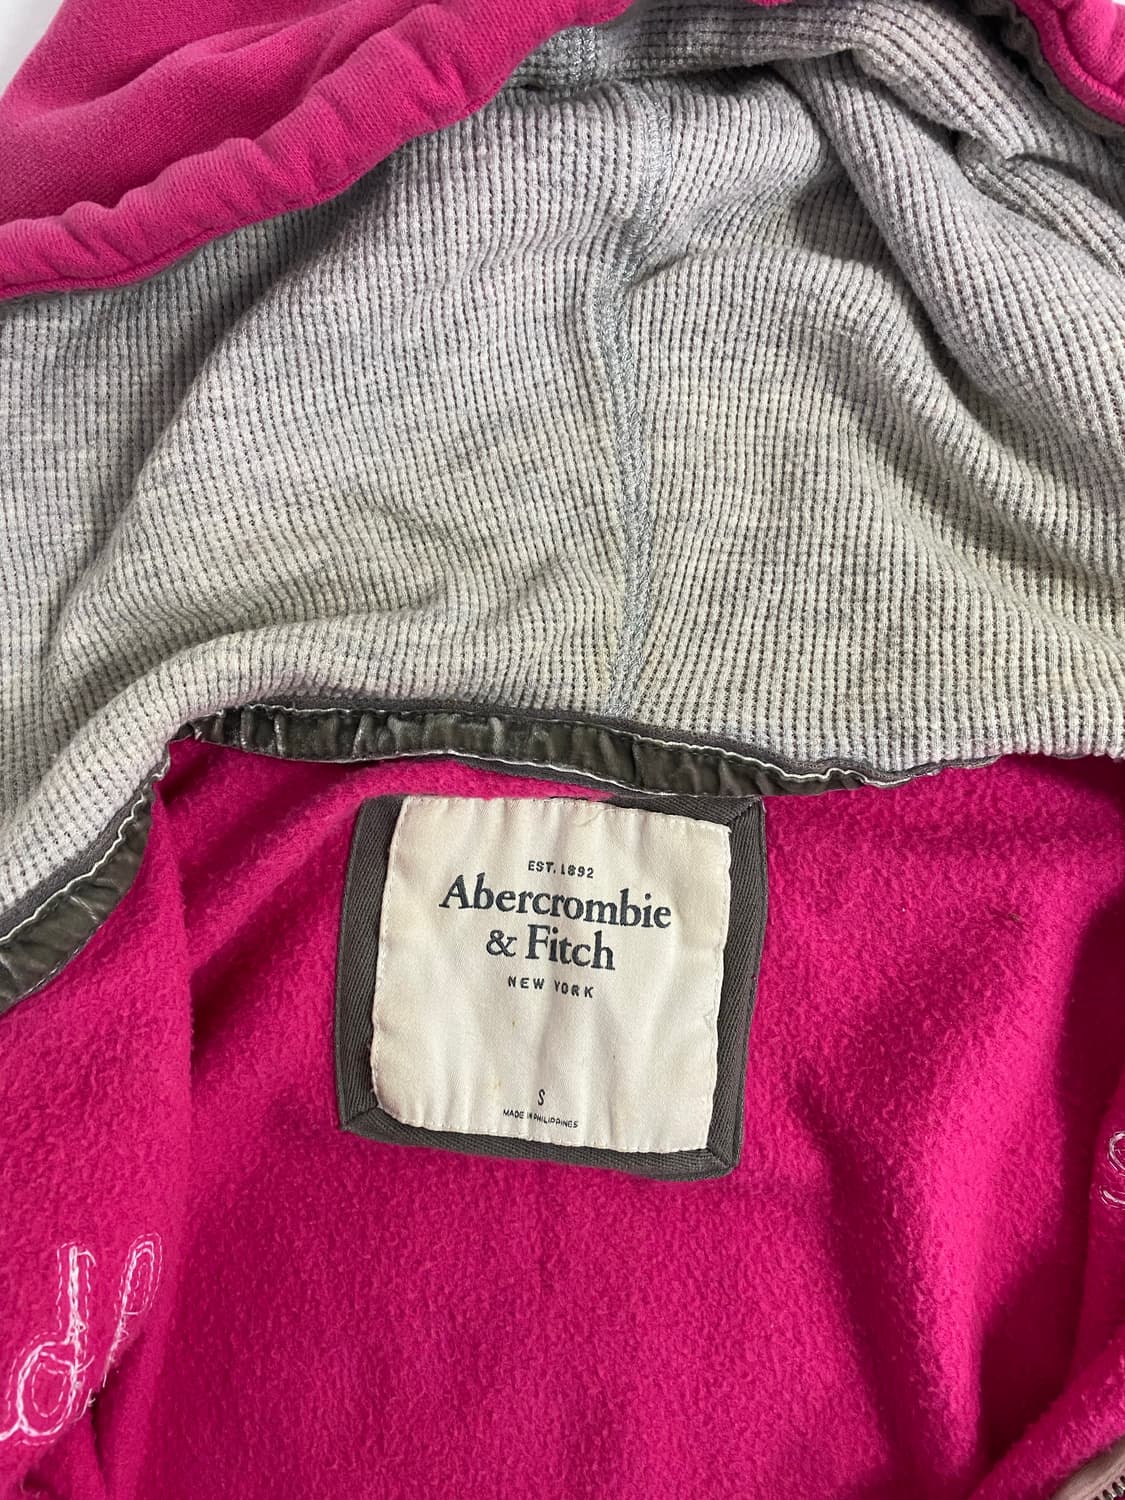 EST. 1892
Abercrombie
& Fitch
NEW YORK
S
MADE IN PHILIPPINES